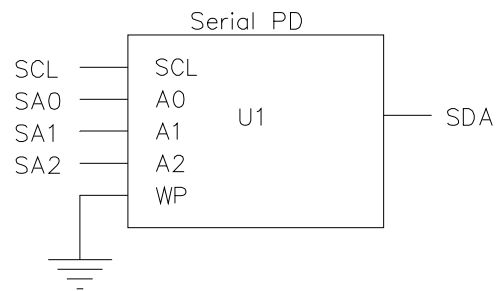 Serial PD
SCL SCL
SA0 A0
U1
SDA
SA1 A1
SA2 A2
WP